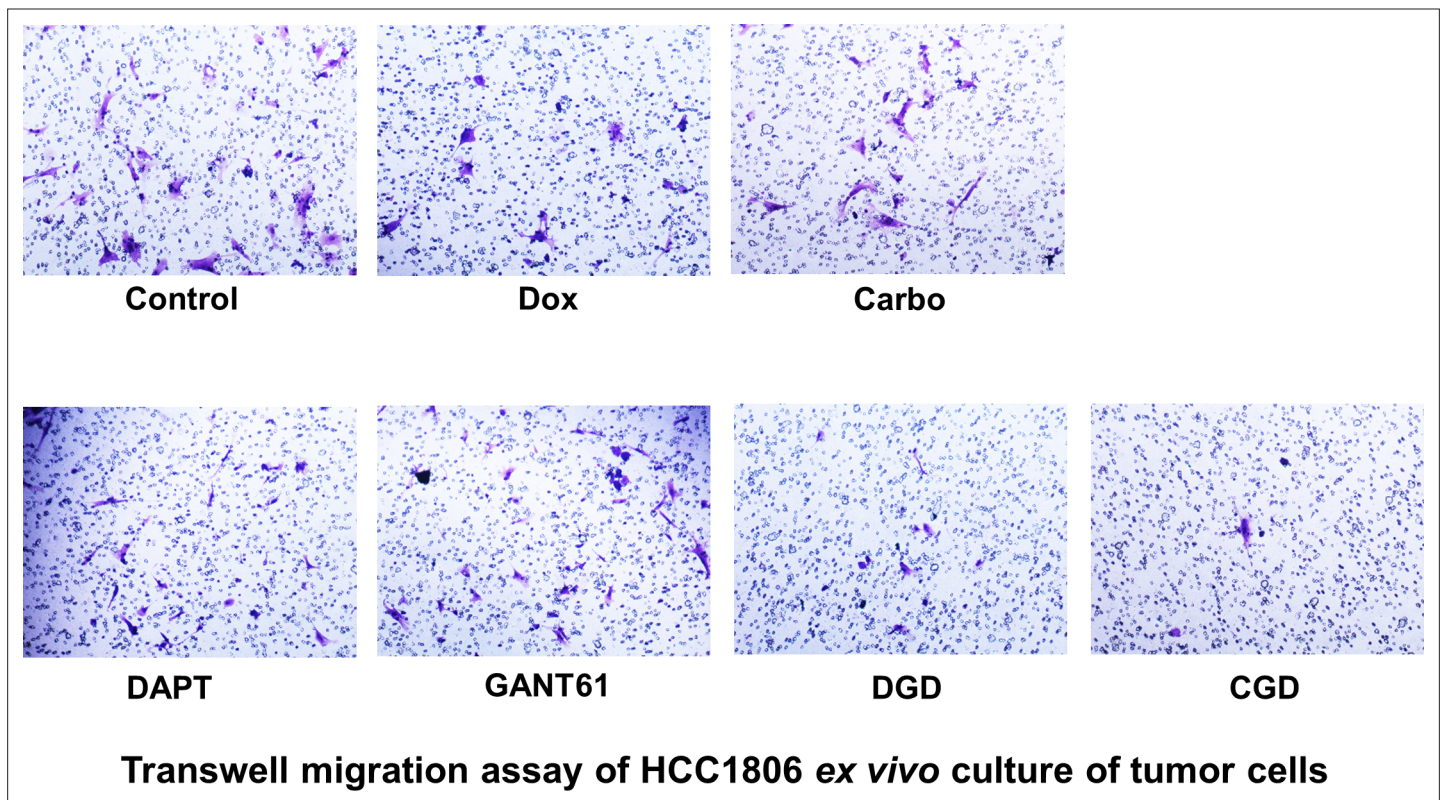 Control
Dox
Carbo
DAPT
GANT61
DGD
CGD
Transwell migration assay of HCC1806 ex vivo culture of tumor cells